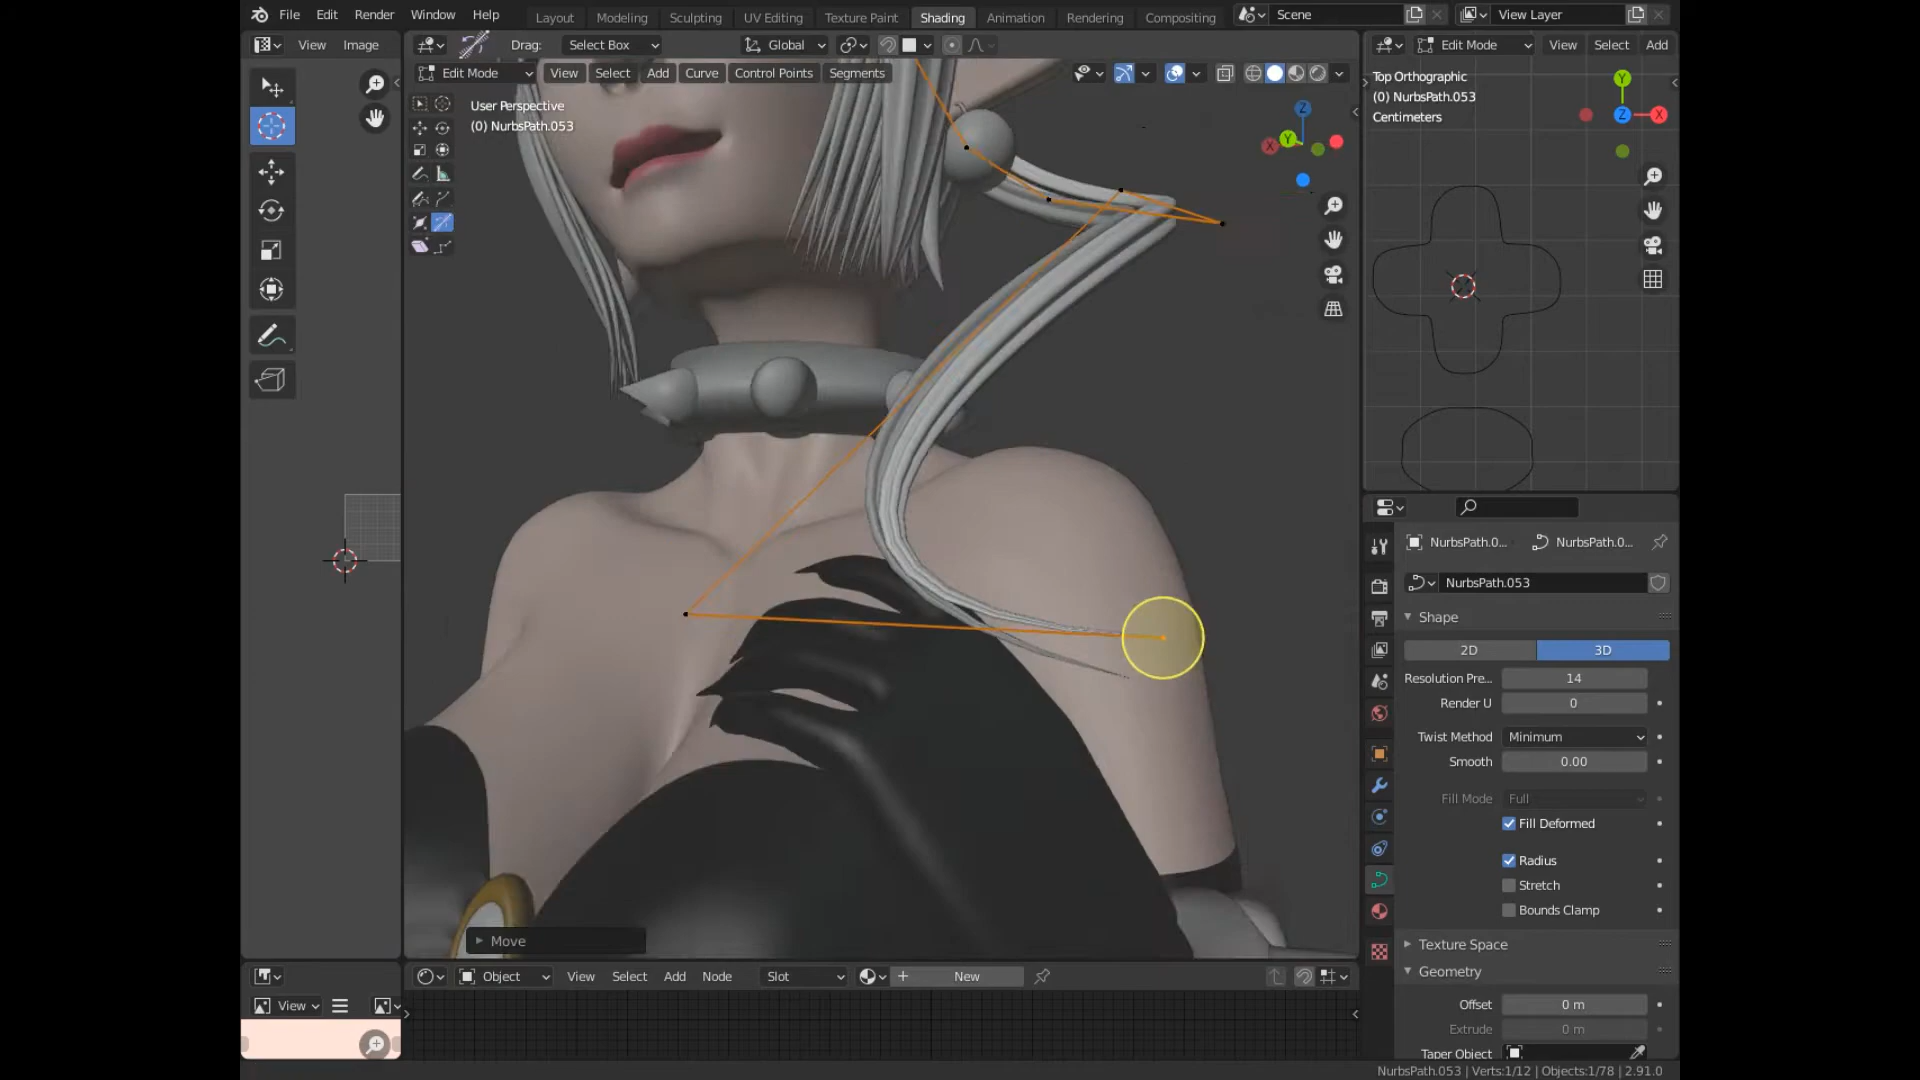 File Edit Render Window Help
Layout Modeling Sculpting UV Editing Texture Paint Shading Animation Rendering Compositing
Scene
View Layer
View Image
Drag: Select Box
Global
Edit Mode View Select Add
Edit Mode View Select Add Curve Control Points Segments
User Perspective
(0) NurbsPath.053
Top Orthographic
(0) NurbsPath.053
Centimeters
Z
Y
X
X
Y
Z
X
NurbsPath.0...
NurbsPath.0...
NurbsPath.053
Shape
2D 3D
Resolution Pre... 14
Render U 0
Twist Method Minimum
Smooth 0.00
Fill Mode Full
Fill Deformed
Radius
Stretch
Bounds Clamp
Texture Space
Geometry
Offset 0 m
Extrude 0 m
Taper Object
Move
Object View Select Add Node Slot New
View
NurbsPath.053 | Verts:1/12 | Objects:1/78 | 2.91.0